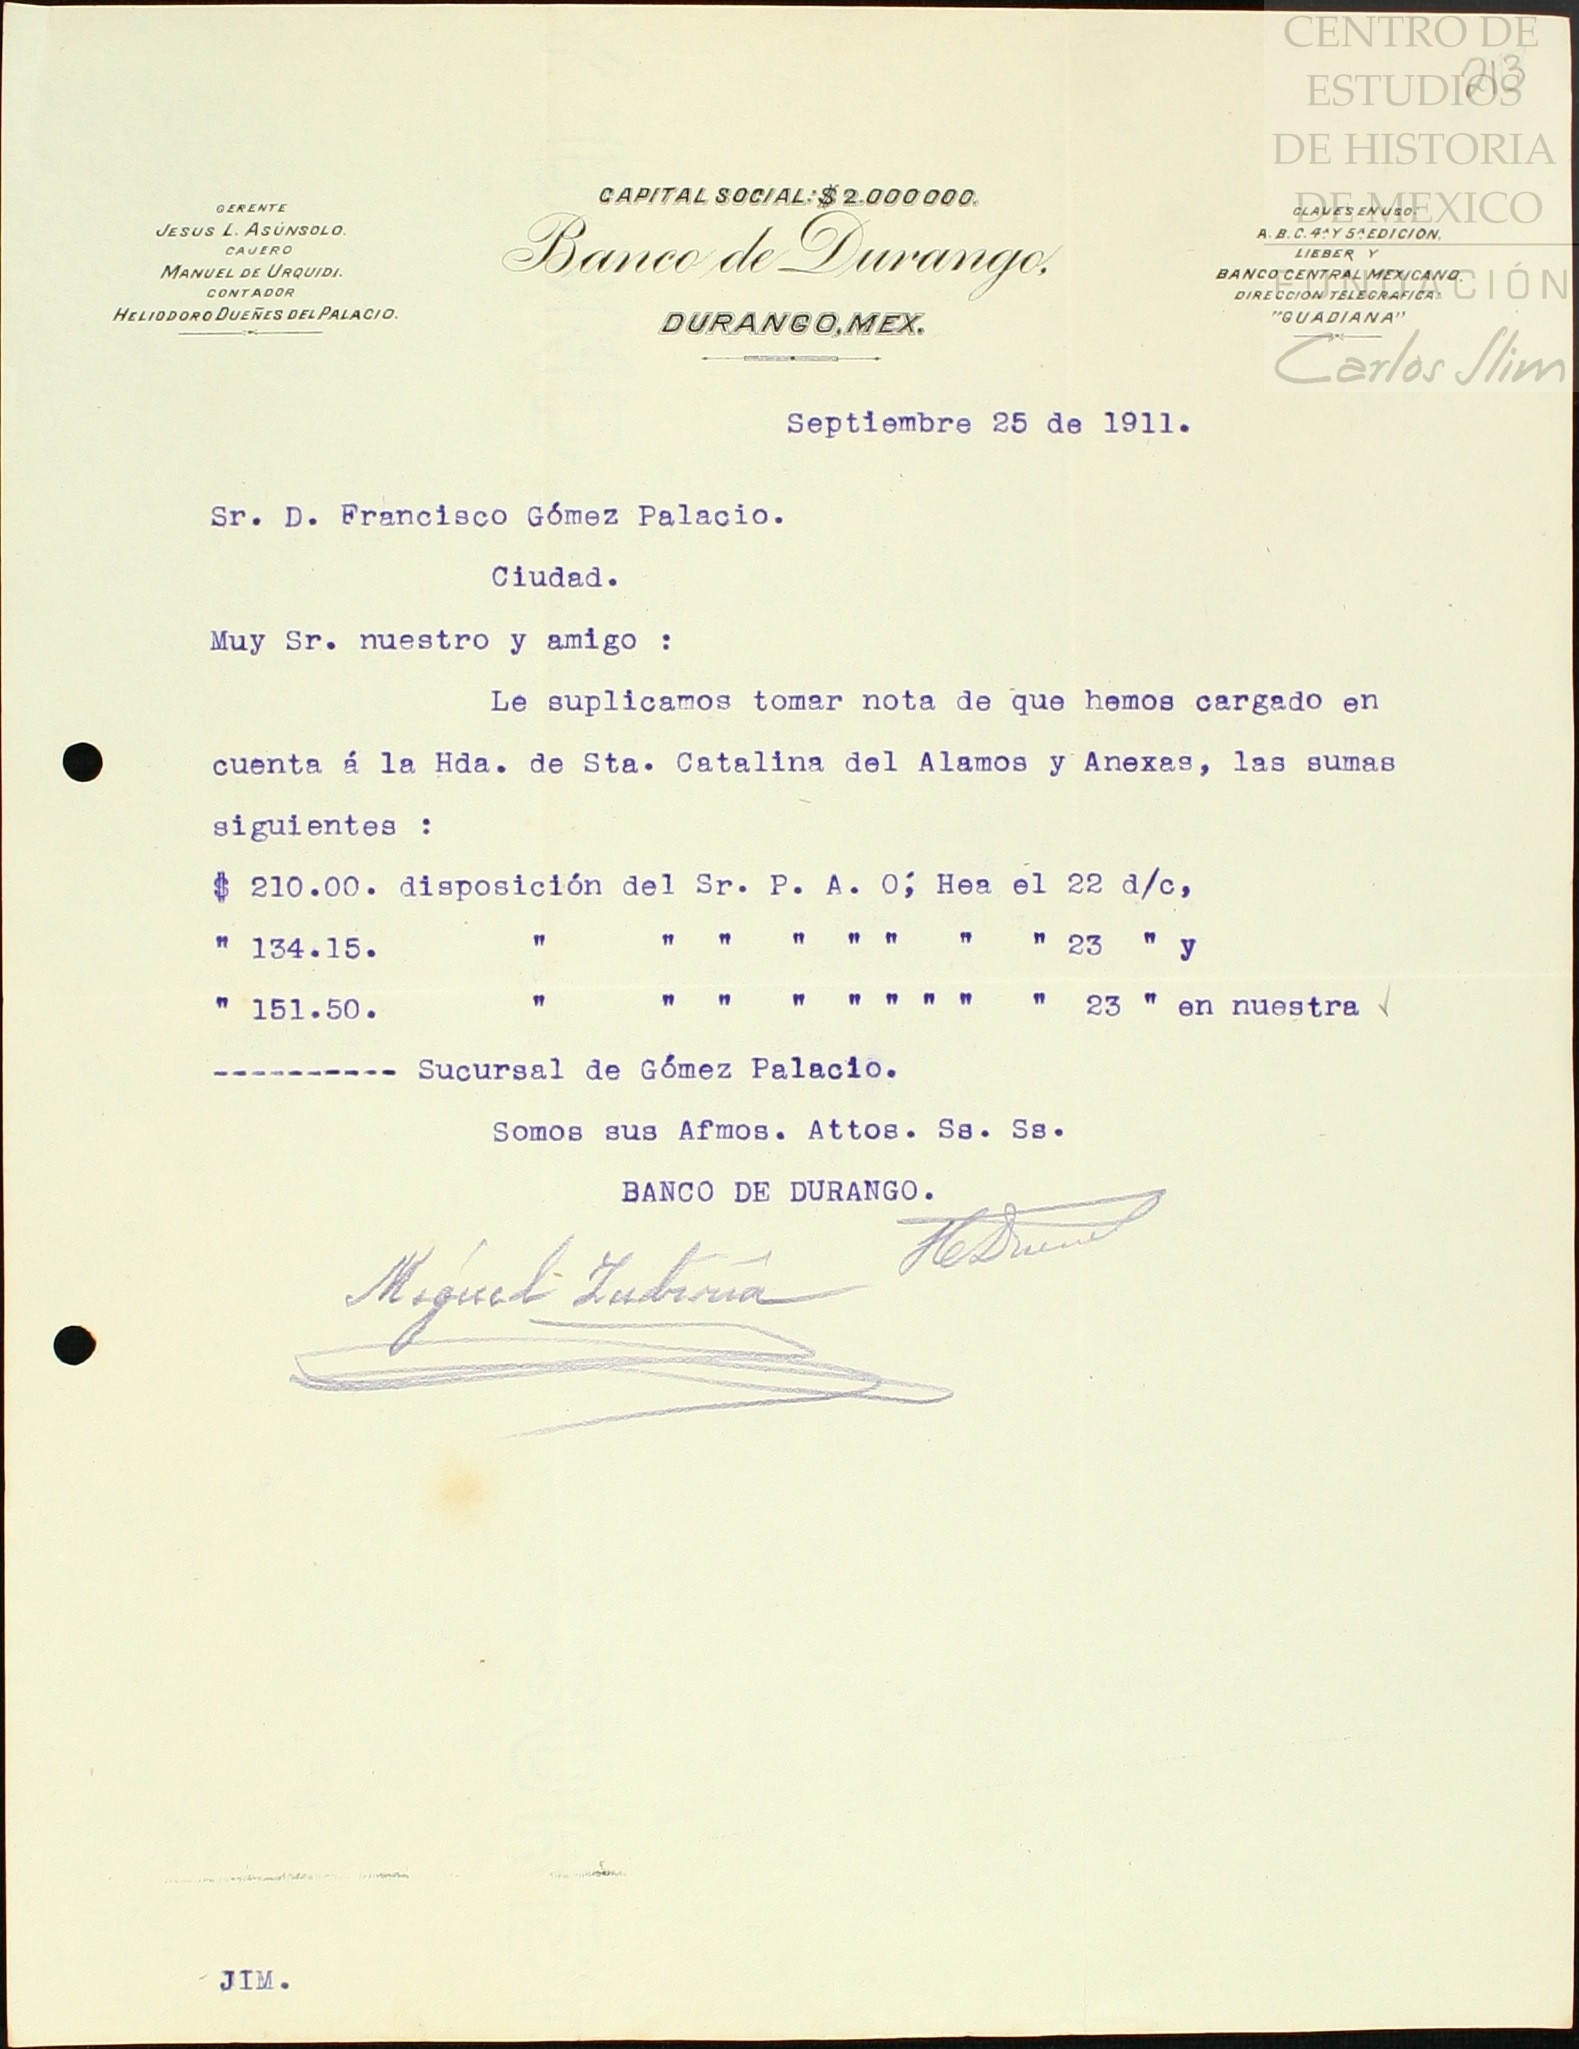 CENTRO DE
ESTUDIOS
DE HISTORIA
DE MEXICO
FUNDACIÓN
Carlos Slim
213
GERENTE
JESUS L. ASÚNSOLO.
CAJERO
MANUEL DE URQUIDI.
CONTADOR
HELIODORO DUEÑES DEL PALACIO.
CAPITAL SOCIAL: $ 2.000 000.
Banco de Durango,
DURANGO, MEX.
CLAVES EN USO:
A. B. C. 4ª Y 5ª EDICION,
LIEBER Y
BANCO CENTRAL MEXICANO.
DIRECCION TELEGRAFICA:
"GUADIANA"
Septiembre 25 de 1911.
Sr. D. Francisco Gómez Palacio.
Ciudad.
Muy Sr. nuestro y amigo :
Le suplicamos tomar nota de que hemos cargado en
cuenta á la Hda. de Sta. Catalina del Alamos y Anexas, las sumas
siguientes :
$ 210.00. disposición del Sr. P. A. O; Hea el 22 d/c,
" 134.15. " " " " " " " " 23 " y
" 151.50. " " " " " " " " " 23 " en nuestra
---------- Sucursal de Gómez Palacio.
Somos sus Afmos. Attos. Ss. Ss.
BANCO DE DURANGO.
Miguel
JIM.